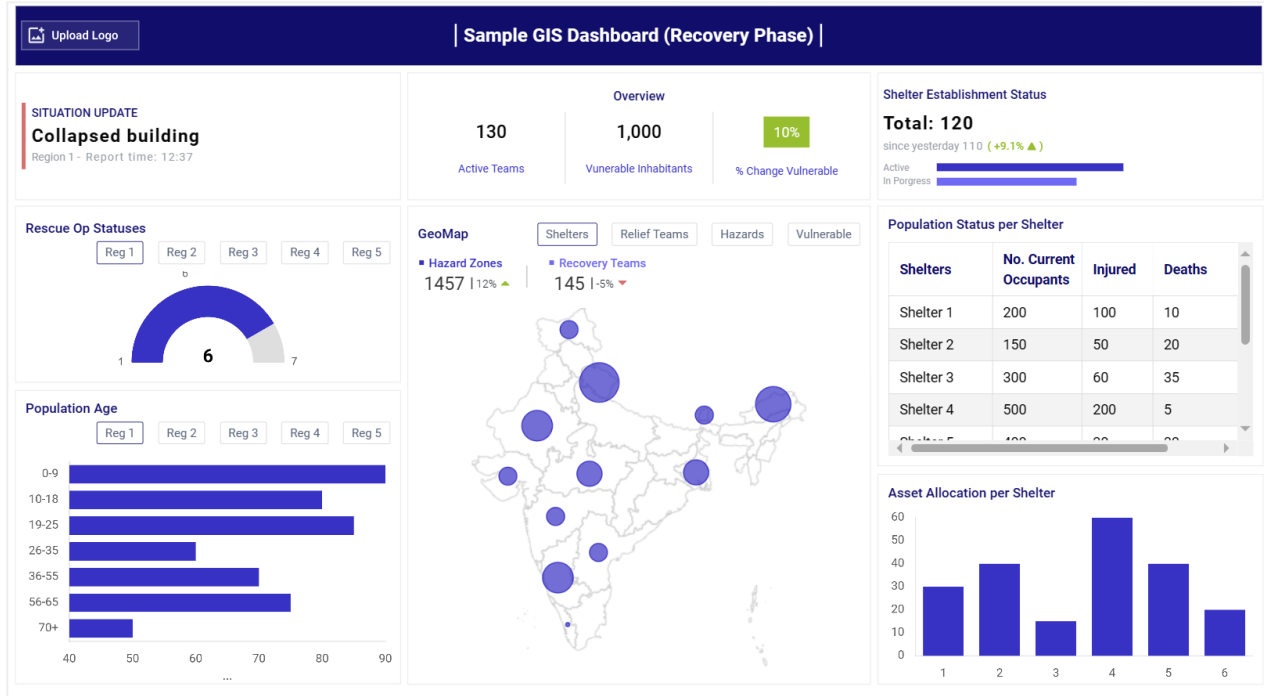 Upload Logo
| Sample GIS Dashboard (Recovery Phase) |
SITUATION UPDATE
Collapsed building
Region 1 - Report time: 12:37
Overview
130
Active Teams
1,000
Vunerable Inhabitants
10%
% Change Vulnerable
Shelter Establishment Status
Total: 120
since yesterday 110 ( +9.1% ▲ )
Active
In Porgress
Rescue Op Statuses
Reg 1 Reg 2 Reg 3 Reg 4 Reg 5
1 6 7
Population Age
Reg 1 Reg 2 Reg 3 Reg 4 Reg 5
0-9
10-18
19-25
26-35
36-55
56-65
70+
40 50 60 70 80 90
...
GeoMap Shelters Relief Teams Hazards Vulnerable
Hazard Zones
1457 | 12% ▲
Recovery Teams
145 | -5% ▼
Population Status per Shelter
Shelters No. Current Occupants Injured Deaths
Shelter 1 200 100 10
Shelter 2 150 50 20
Shelter 3 300 60 35
Shelter 4 500 200 5
Asset Allocation per Shelter
60
50
40
30
20
10
0
1 2 3 4 5 6